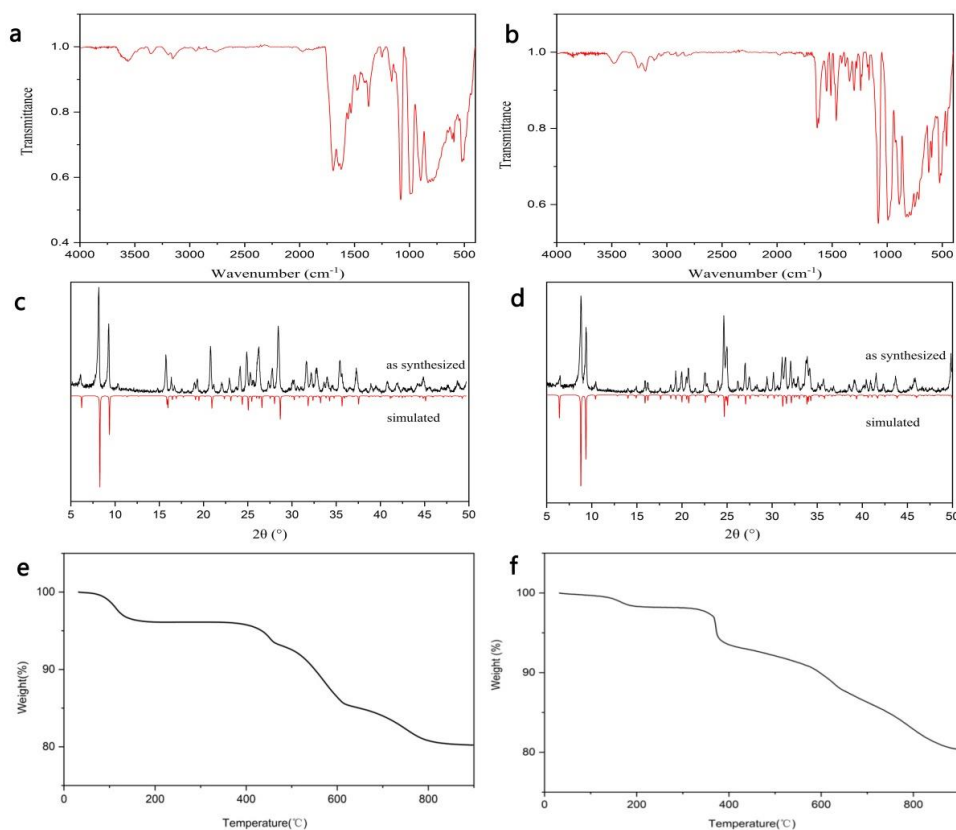 a
1.0
0.8
0.6
0.4
Transmittance
4000 3500 3000 2500 2000 1500 1000 500
Wavenumber (cm⁻¹)
b
1.0
0.8
0.6
Transmittance
4000 3500 3000 2500 2000 1500 1000 500
Wavenumber (cm⁻¹)
c
as synthesized
simulated
5 10 15 20 25 30 35 40 45 50
2θ (°)
d
as synthesized
simulated
5 10 15 20 25 30 35 40 45 50
2θ (°)
e
100
90
80
Weight(%)
0 200 400 600 800
Temperature(℃)
f
100
90
80
Weight (%)
0 200 400 600 800
Temperature(℃)